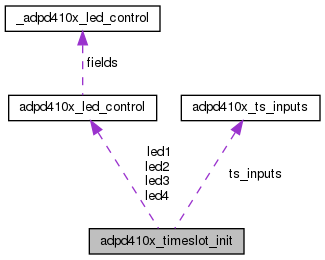 _adpd410x_led_control
fields
adpd410x_led_control
adpd410x_ts_inputs
led1
led2
led3
led4
ts_inputs
adpd410x_timeslot_init